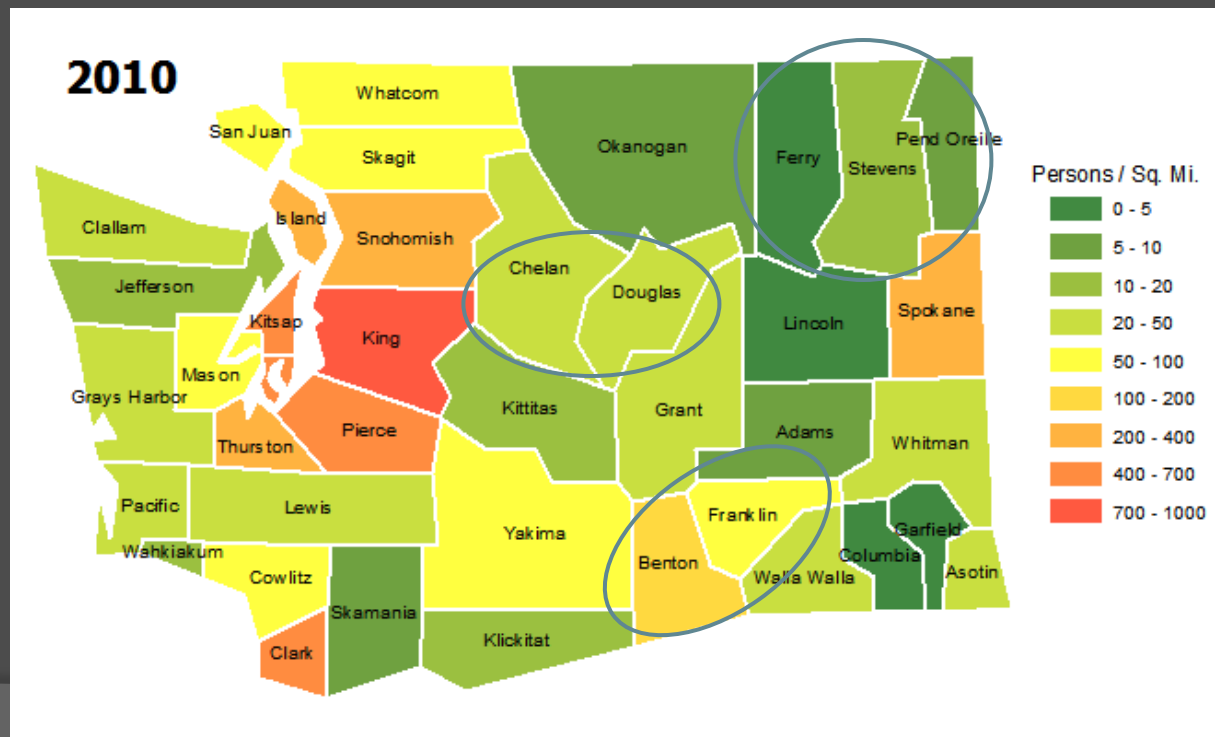 2010
Whatcom
San Juan
Skagit
Okanogan
Ferry
Stevens
Pend Oreille
Clallam
Island
Snohomish
Chelan
Douglas
Jefferson
Kitsap
King
Lincoln
Spokane
Mason
Grays Harbor
Kittitas
Grant
Thurston
Pierce
Adams
Whitman
Pacific
Lewis
Yakima
Franklin
Garfield
Wahkiakum
Cowlitz
Benton
Columbia
Walla Walla
Asotin
Skamania
Klickitat
Clark
Persons / Sq. Mi.
0 - 5
5 - 10
10 - 20
20 - 50
50 - 100
100 - 200
200 - 400
400 - 700
700 - 1000